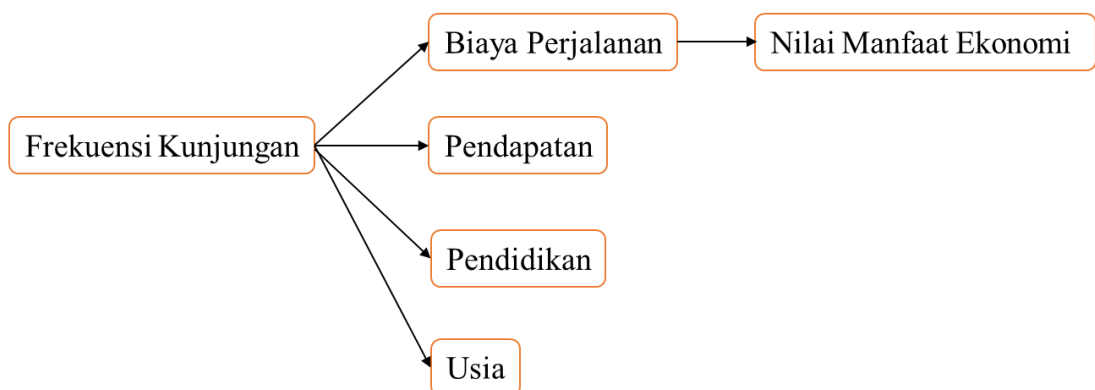 Biaya Perjalanan
Nilai Manfaat Ekonomi
Frekuensi Kunjungan
Pendapatan
Pendidikan
Usia